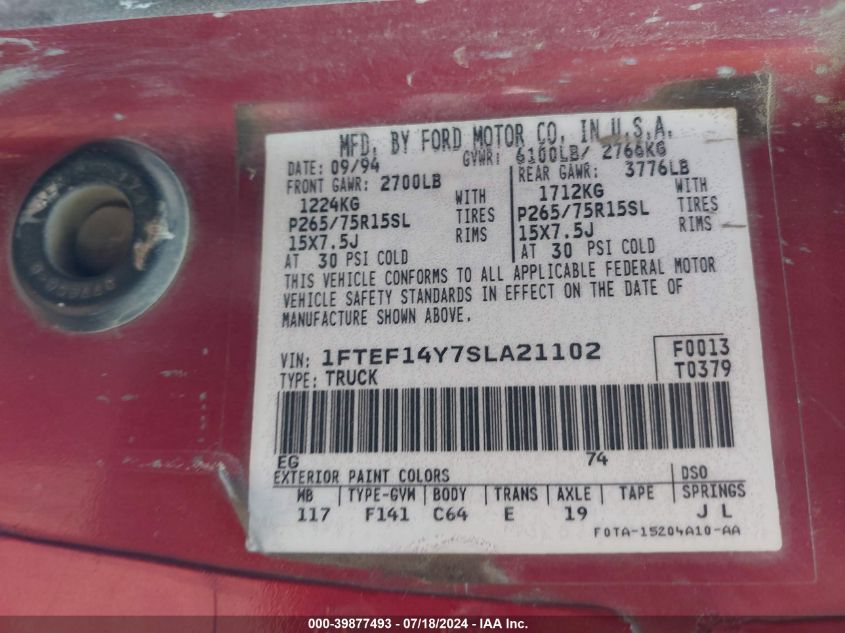 MFD. BY FORD MOTOR CO. IN U.S.A.
DATE: 09/94 GVWR: 6100LB/ 2766KG
FRONT GAWR: 2700LB REAR GAWR: 3776LB
1224KG WITH 1712KG WITH
P265/75R15SL TIRES P265/75R15SL TIRES
15X7.5J RIMS 15X7.5J RIMS
AT 30 PSI COLD AT 30 PSI COLD
THIS VEHICLE CONFORMS TO ALL APPLICABLE FEDERAL MOTOR
VEHICLE SAFETY STANDARDS IN EFFECT ON THE DATE OF
MANUFACTURE SHOWN ABOVE.
VIN: 1FTEF14Y7SLA21102 F0013
TYPE: TRUCK T0379
EG 74
EXTERIOR PAINT COLORS DSO
WB TYPE-GVW BODY TRANS AXLE TAPE SPRINGS
117 F141 C64 E 19 J L
F0TA-15204A10-AA
000-39877493 - 07/18/2024 - IAAI.com - Copart, Inc.